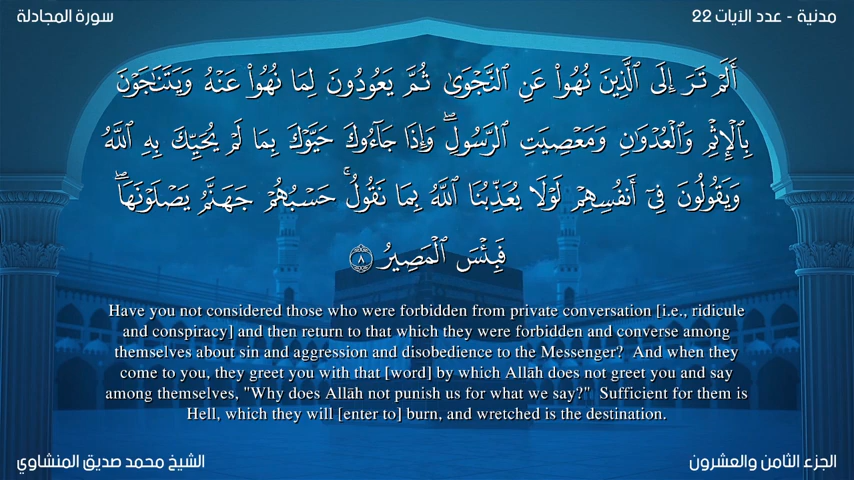 مدنية - عدد الآيات 22
سورة المجادلة
أَلَمْ تَرَ إِلَى ٱلَّذِينَ نُهُوا۟ عَنِ ٱلنَّجْوَىٰ ثُمَّ يَعُودُونَ لِمَا نُهُوا۟ عَنْهُ وَيَتَنَٰجَوْنَ
بِٱلْإِثْمِ وَٱلْعُدْوَٰنِ وَمَعْصِيَتِ ٱلرَّسُولِۖ وَإِذَا جَآءُوكَ حَيَّوْكَ بِمَا لَمْ يُحَيِّكَ بِهِ ٱللَّهُ
وَيَقُولُونَ فِىٓ أَنفُسِهِمْ لَوْلَا يُعَذِّبُنَا ٱللَّهُ بِمَا نَقُولُۚ حَسْبُهُمْ جَهَنَّمُ يَصْلَوْنَهَاۖ
فَبِئْسَ ٱلْمَصِيرُ ٨
Have you not considered those who were forbidden from private conversation [i.e., ridicule
and conspiracy] and then return to that which they were forbidden and converse among
themselves about sin and aggression and disobedience to the Messenger? And when they
come to you, they greet you with that [word] by which Allāh does not greet you and say
among themselves, "Why does Allāh not punish us for what we say?" Sufficient for them is
Hell, which they will [enter to] burn, and wretched is the destination.
الجزء الثامن والعشرون
الشيخ محمد صديق المنشاوي